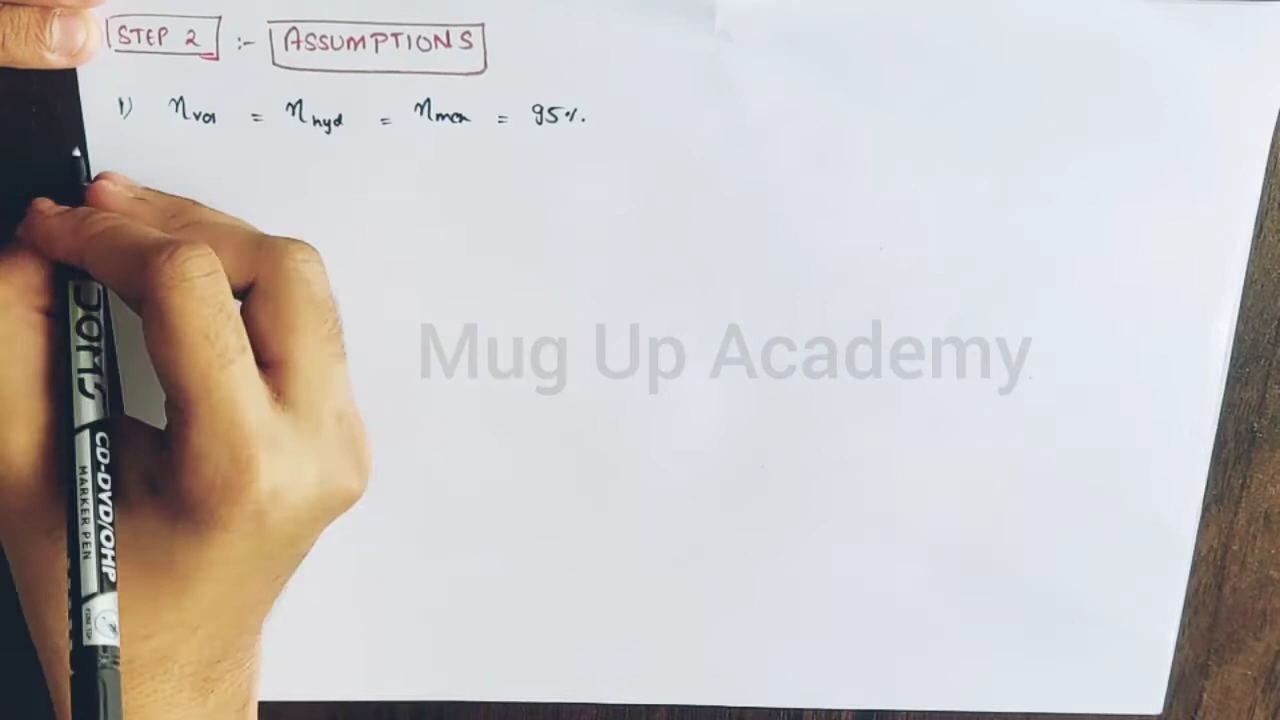 STEP 2 :- ASSUMPTIONS
1) ηvol = ηhyd = ηmech = 95%.
Mug Up Academy
DOMS
CD-DVD/OHP
MARKER PEN